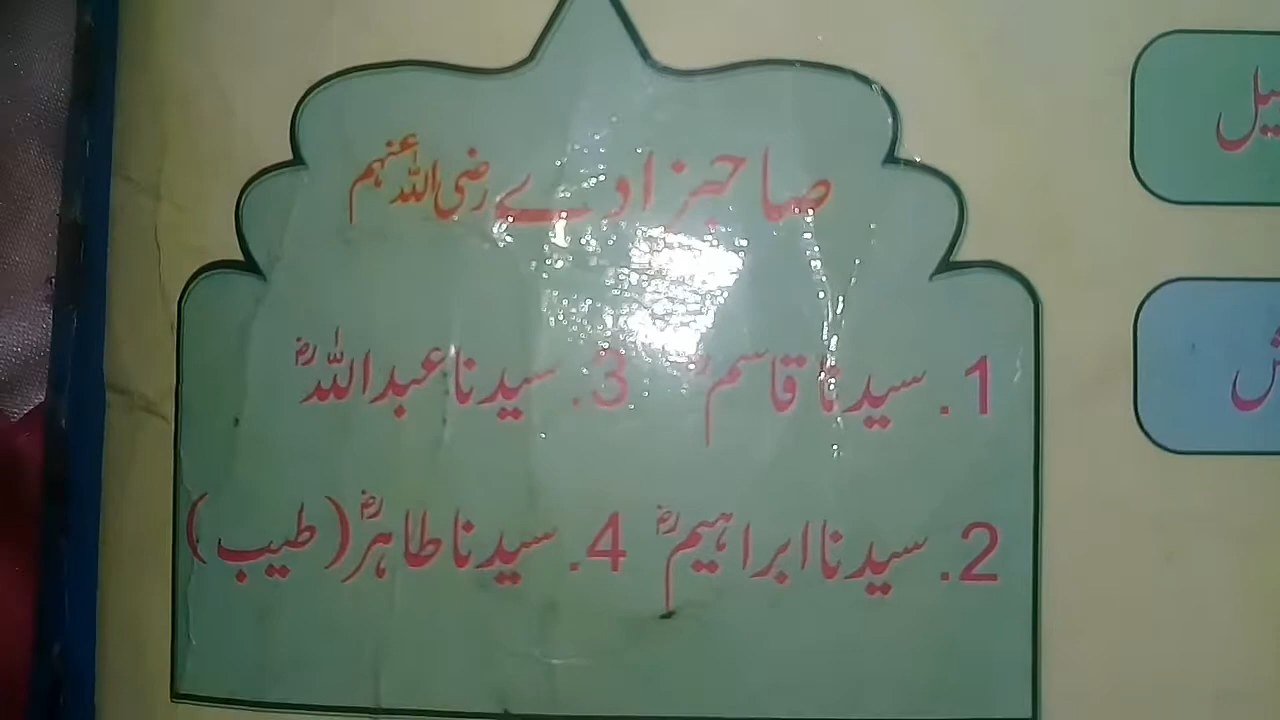 صاحبزادے رضی اللہ عنہم
1. سیدنا قاسمؓ 3. سیدنا عبداللہؓ
2. سیدنا ابراہیمؓ 4. سیدنا طاہرؓ (طیب)